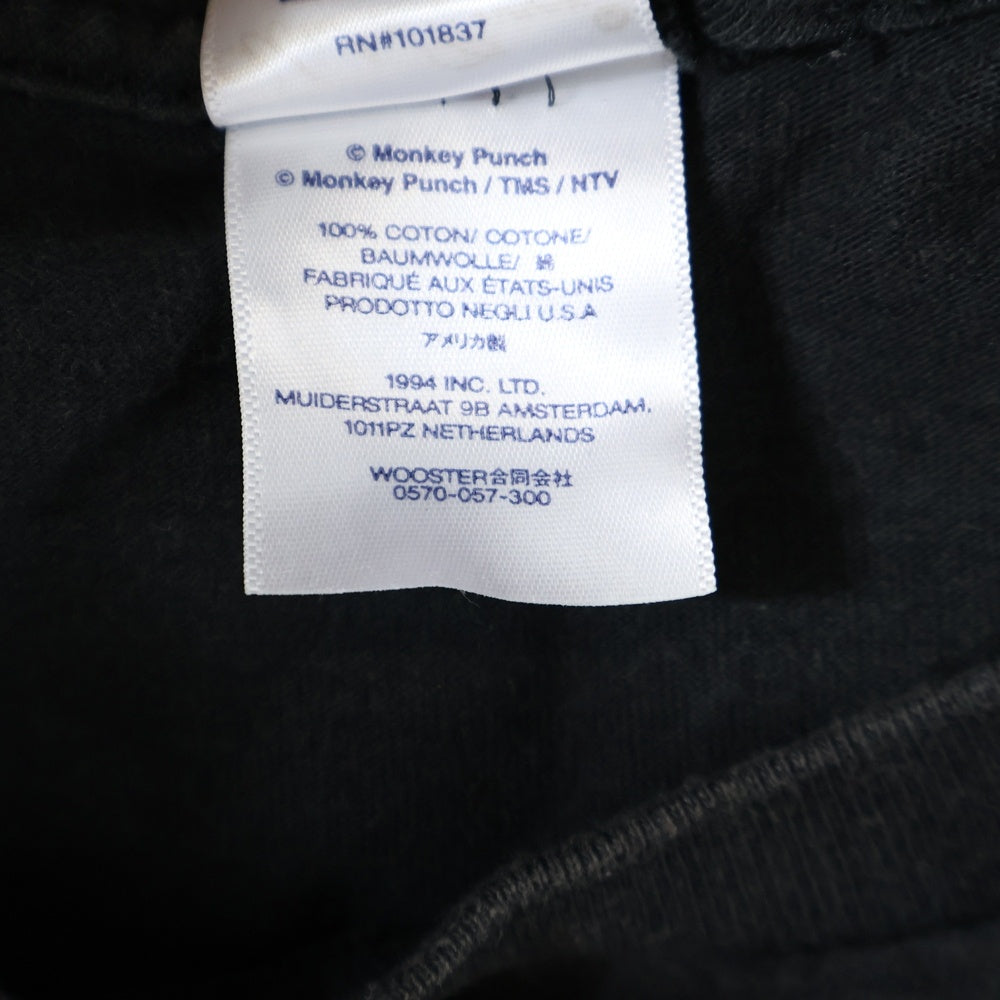 RN#101837
© Monkey Punch
© Monkey Punch / TMS / NTV
100% COTON/ COTONE/
BAUMWOLLE/ 綿
FABRIQUÉ AUX ÉTATS-UNIS
PRODOTTO NEGLI U.S.A
アメリカ製
1994 INC. LTD.
MUIDERSTRAAT 9B AMSTERDAM,
1011PZ NETHERLANDS
WOOSTER合同会社
0570-057-300